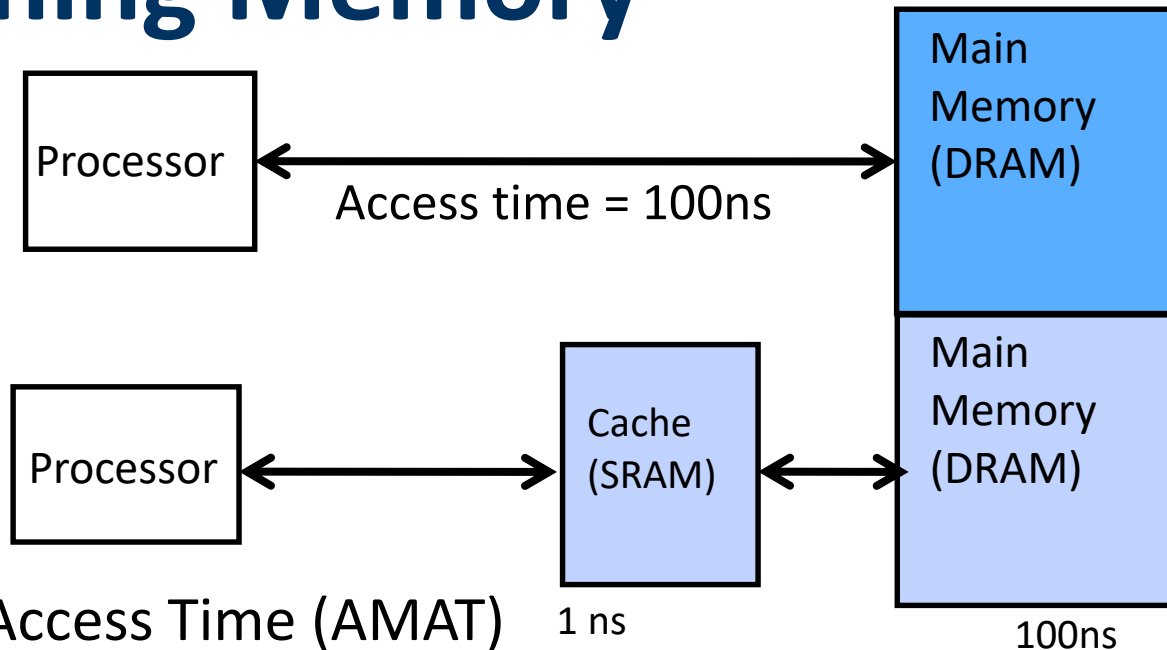 Memory
Main
Memory
(DRAM)
Processor
Access time = 100ns
Main
Memory
(DRAM)
Cache
(SRAM)
Processor
Access Time (AMAT)
1 ns
100ns